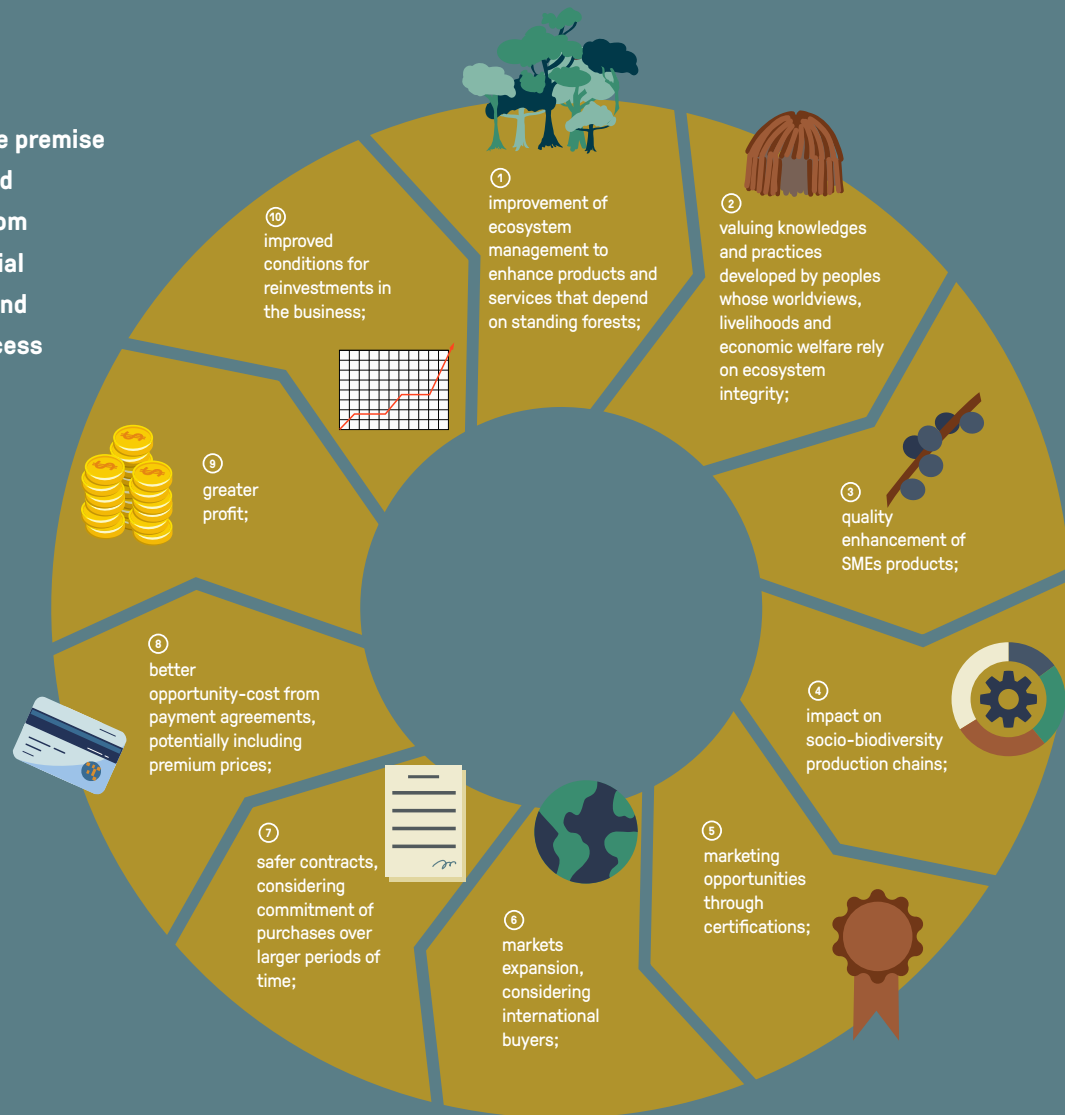 e premise
d
om
ial
nd
cess
1
improvement of
ecosystem
management to
enhance products and
services that depend
on standing forests;
2
valuing knowledges
and practices
developed by peoples
whose worldviews,
livelihoods and
economic welfare rely
on ecosystem
integrity;
3
quality
enhancement of
SMEs products;
4
impact on
socio-biodiversity
production chains;
5
marketing
opportunities
through
certifications;
6
markets
expansion,
considering
international
buyers;
7
safer contracts,
considering
commitment of
purchases over
larger periods of
time;
8
better
opportunity-cost from
payment agreements,
potentially including
premium prices;
9
greater
profit;
10
improved
conditions for
reinvestments in
the business;